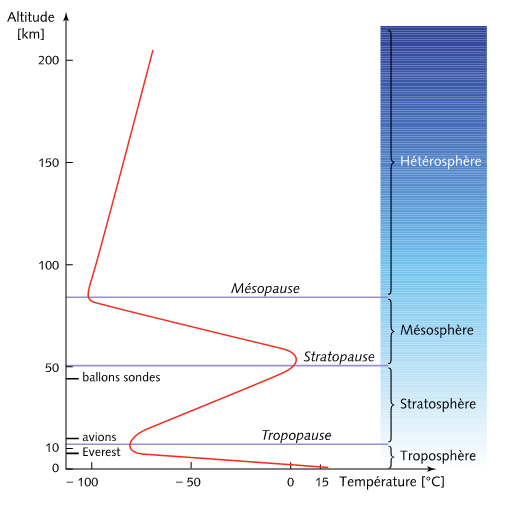 Altitude
[km]
200
150
Hétérosphère
100
Mésopause
Mésosphère
Stratopause
50
ballons sondes
Stratosphère
avions
Tropopause
10
Everest
Troposphère
0
– 100
– 50
0
15
Température [°C]